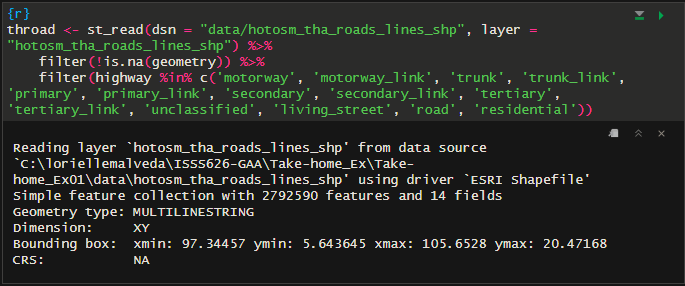 {r}
throad <- st_read(dsn = "data/hotosm_tha_roads_lines_shp", layer =
"hotosm_tha_roads_lines_shp") %>%
    filter(!is.na(geometry)) %>%
    filter(highway %in% c('motorway', 'motorway_link', 'trunk', 'trunk_link',
'primary', 'primary_link', 'secondary', 'secondary_link', 'tertiary',
'tertiary_link', 'unclassified', 'living_street', 'road', 'residential'))
Reading layer `hotosm_tha_roads_lines_shp' from data source
`C:\loriellemalveda\ISSS626-GAA\Take-home_Ex\Take-
home_Ex01\data\hotosm_tha_roads_lines_shp' using driver `ESRI Shapefile'
Simple feature collection with 2792590 features and 14 fields
Geometry type: MULTILINESTRING
Dimension:     XY
Bounding box:  xmin: 97.34457 ymin: 5.643645 xmax: 105.6528 ymax: 20.47168
CRS:           NA